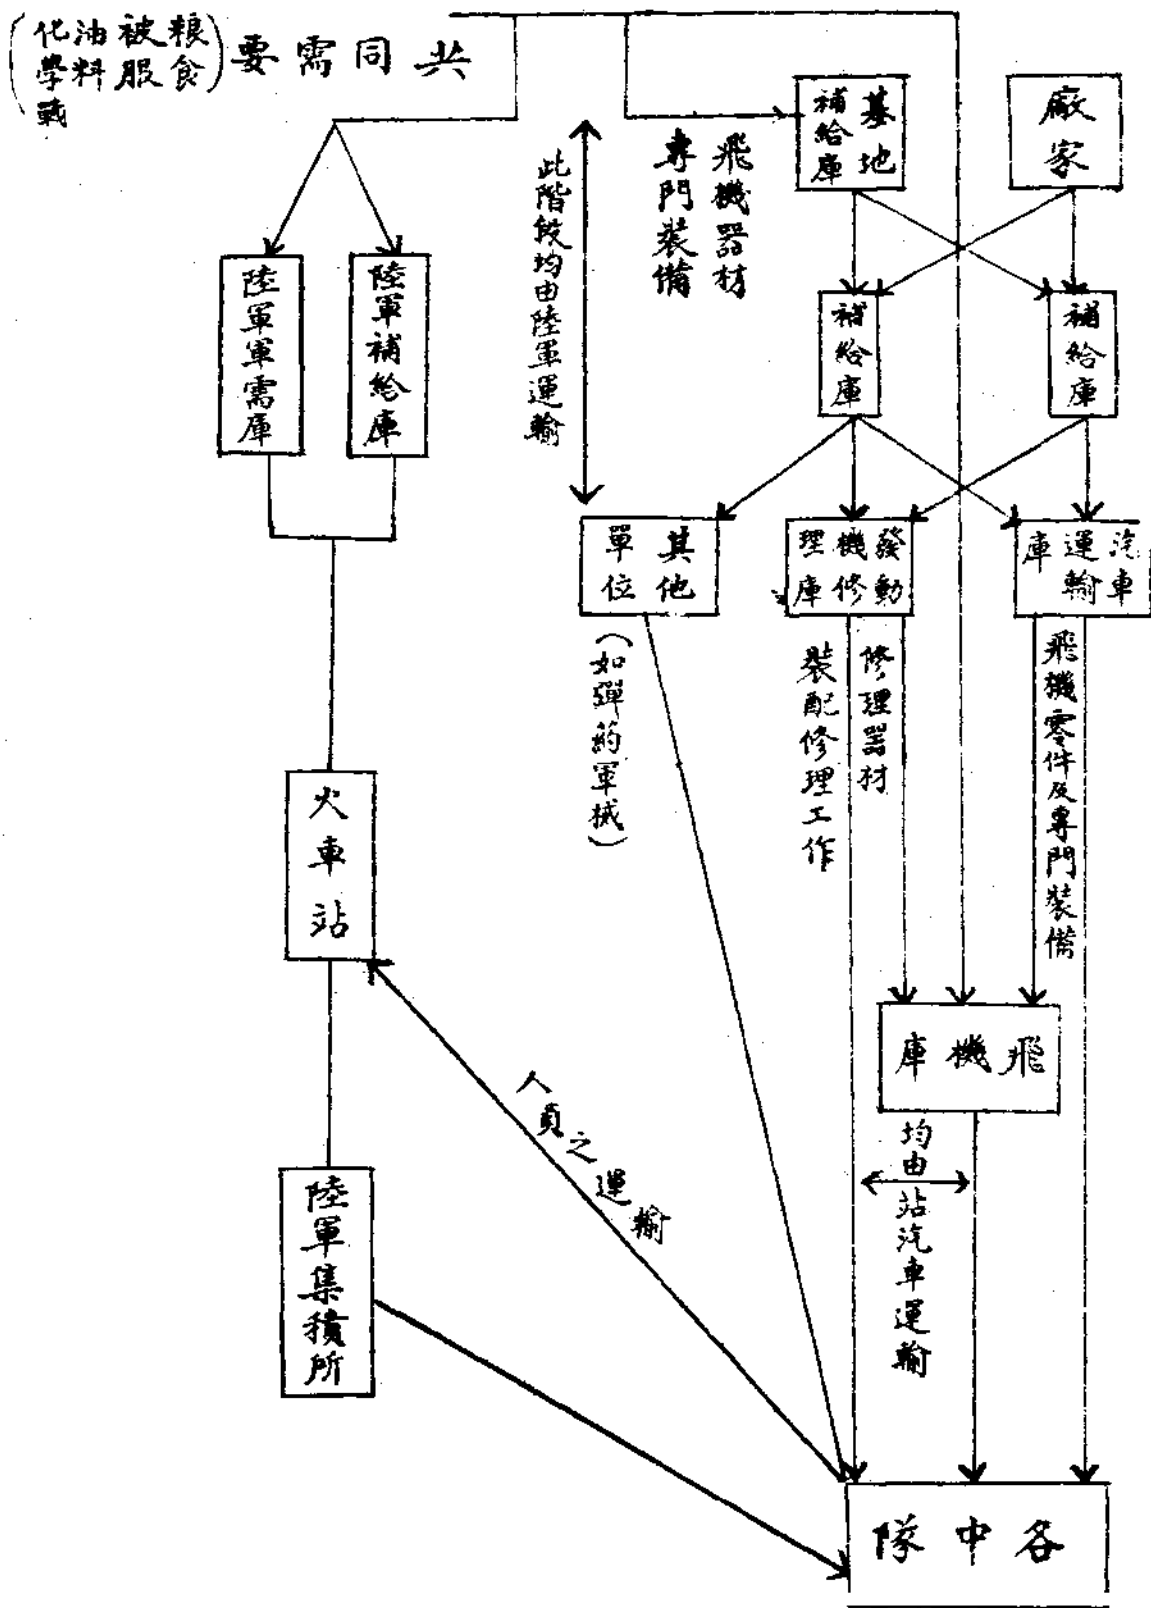 共同需要(粮食被服油料化學戰)
廠家
基地補給庫
飛機器材
專門裝備
此階段均由陸軍運輸
陸軍補給庫
陸軍軍需庫
補給庫
補給庫
汽車運輸庫
發動機修理庫
其他單位
(如彈药軍械)
飛機零件及專門裝備
修理器材
裝配修理工作
火車站
飛機庫
人員之運輸
均由站汽車運輸
陸軍集積所
各中隊